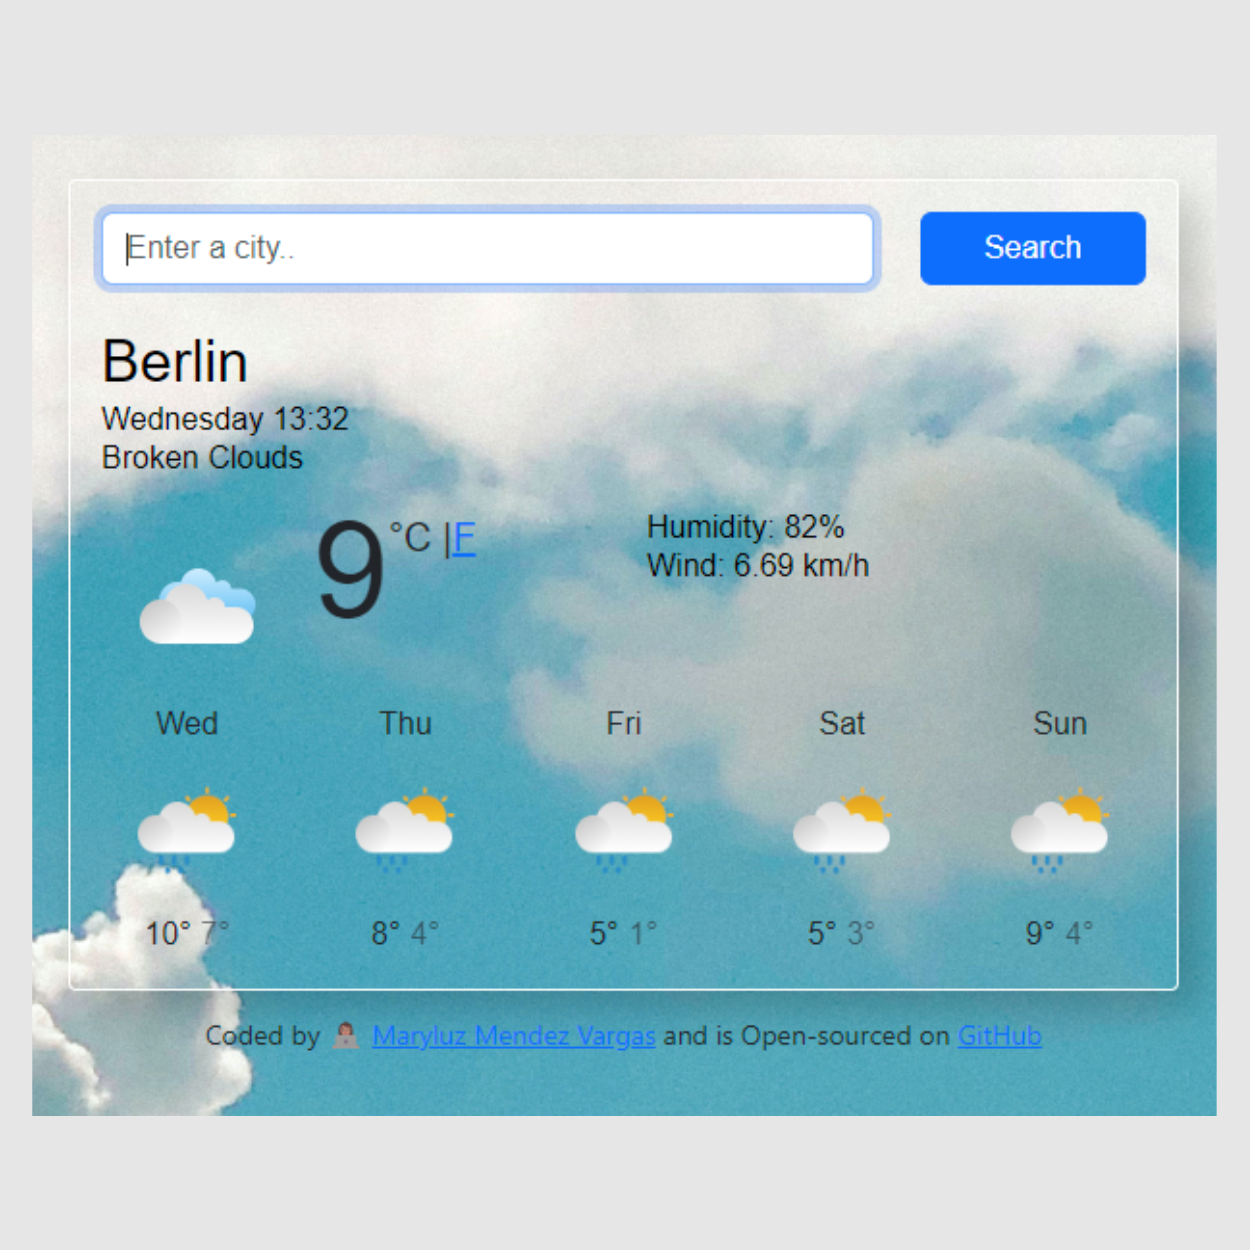 Enter a city..
Search
Berlin
Wednesday 13:32
Broken Clouds
9 °C |F
Humidity: 82%
Wind: 6.69 km/h
Wed Thu Fri Sat Sun
10° 7° 8° 4° 5° 1° 5° 3° 9° 4°
Coded by 👩🏽‍💻 Maryluz Mendez Vargas and is Open-sourced on GitHub